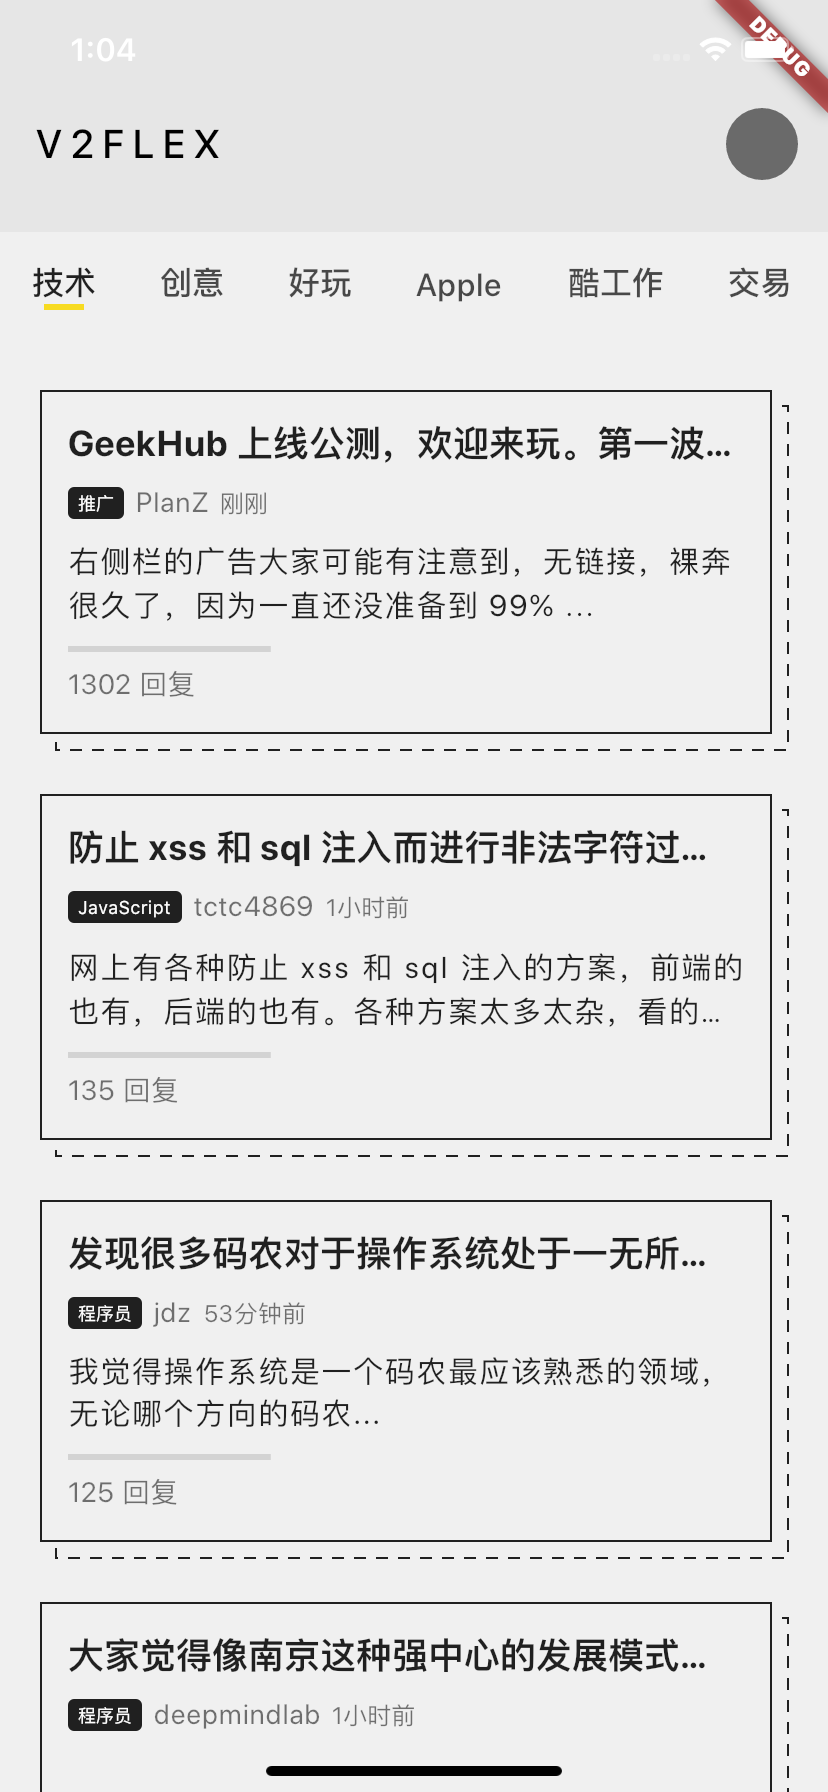 1:04
DEBUG
V2FLEX
技术 创意 好玩 Apple 酷工作 交易
GeekHub 上线公测，欢迎来玩。第一波...
推广 PlanZ 刚刚
右侧栏的广告大家可能有注意到，无链接，裸奔
很久了，因为一直还没准备到 99% ...
1302 回复
防止 xss 和 sql 注入而进行非法字符过...
JavaScript tctc4869 1小时前
网上有各种防止 xss 和 sql 注入的方案，前端的
也有，后端的也有。各种方案太多太杂，看的...
135 回复
发现很多码农对于操作系统处于一无所...
程序员 jdz 53分钟前
我觉得操作系统是一个码农最应该熟悉的领域，
无论哪个方向的码农...
125 回复
大家觉得像南京这种强中心的发展模式...
程序员 deepmindlab 1小时前